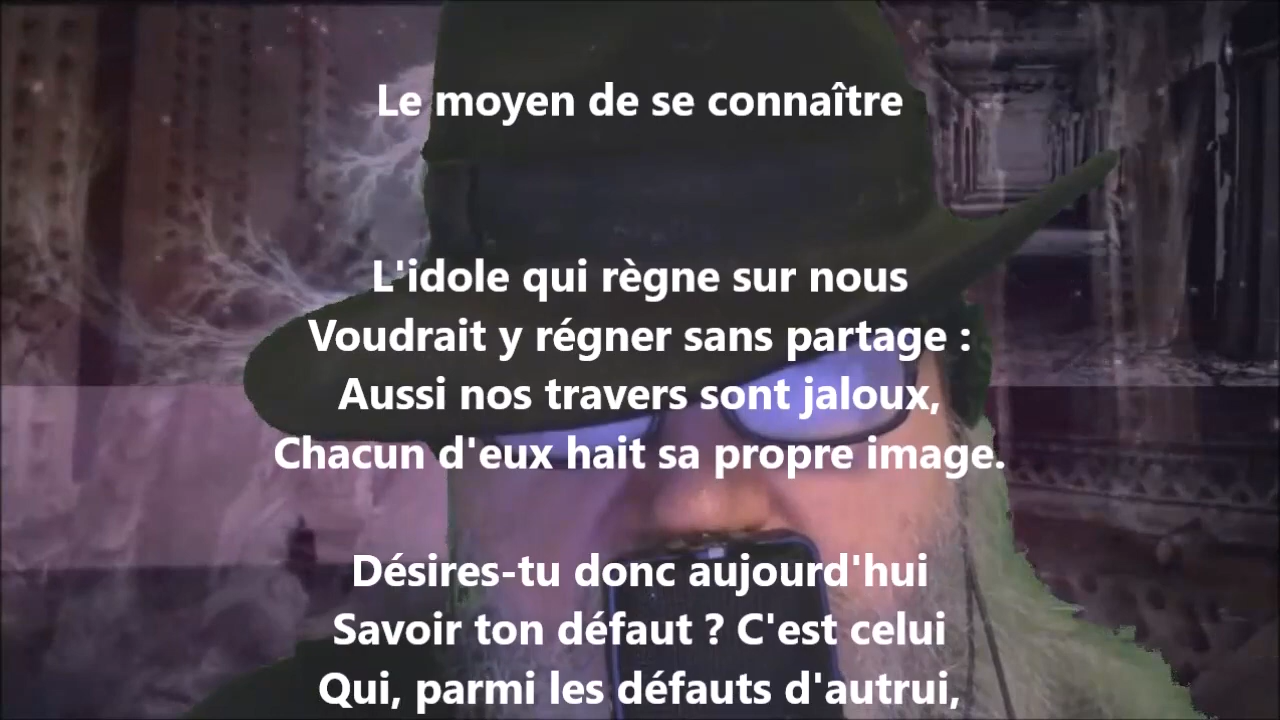 Le moyen de se connaître
L'idole qui règne sur nous
Voudrait y régner sans partage :
Aussi nos travers sont jaloux,
Chacun d'eux hait sa propre image.
Désires-tu donc aujourd'hui
Savoir ton défaut ? C'est celui
Qui, parmi les défauts d'autrui,